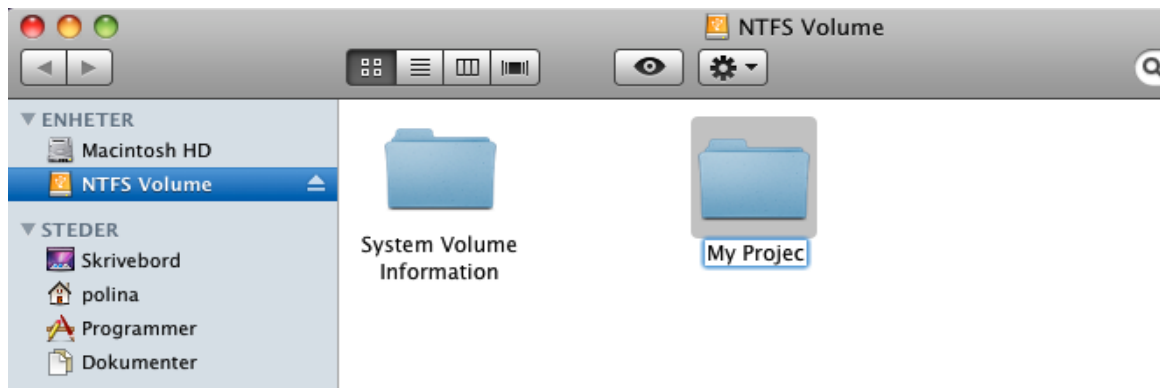 NTFS Volume
ENHETER
Macintosh HD
NTFS Volume
STEDER
Skrivebord
polina
Programmer
Dokumenter
System Volume
Information
My Projec